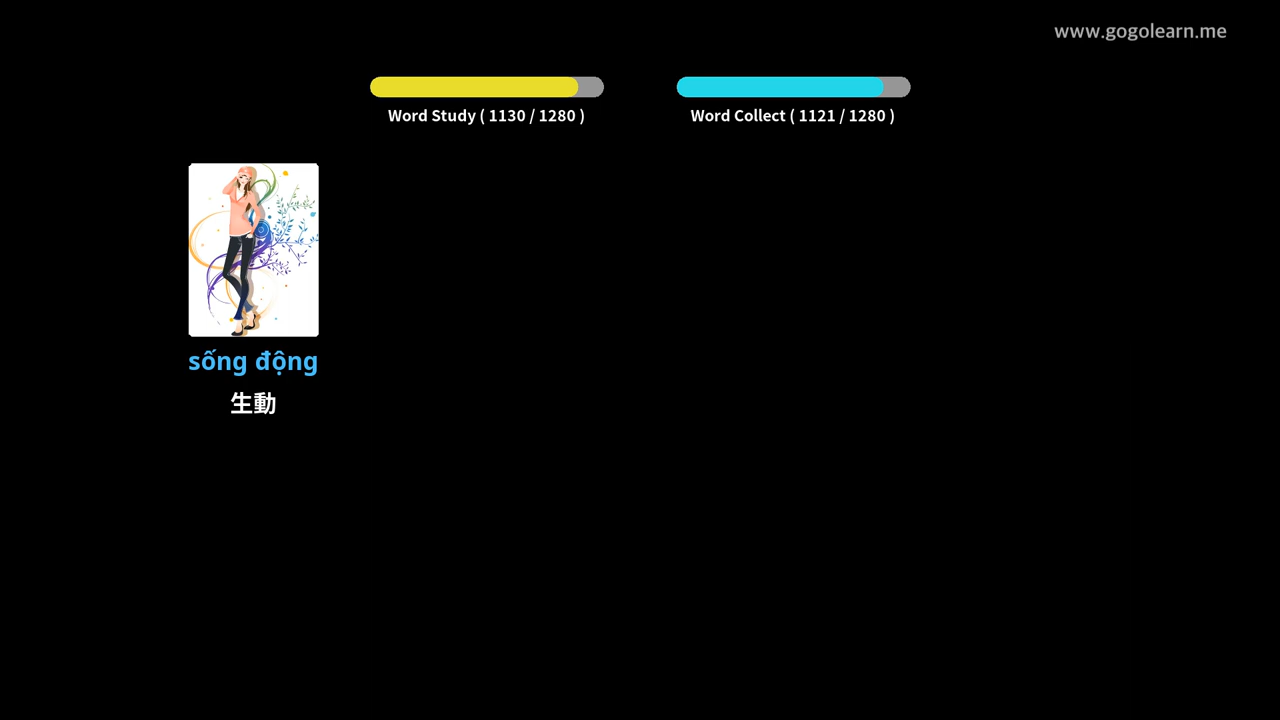 www.gogolearn.me
Word Study ( 1130 / 1280 )
Word Collect ( 1121 / 1280 )
sống động
生動